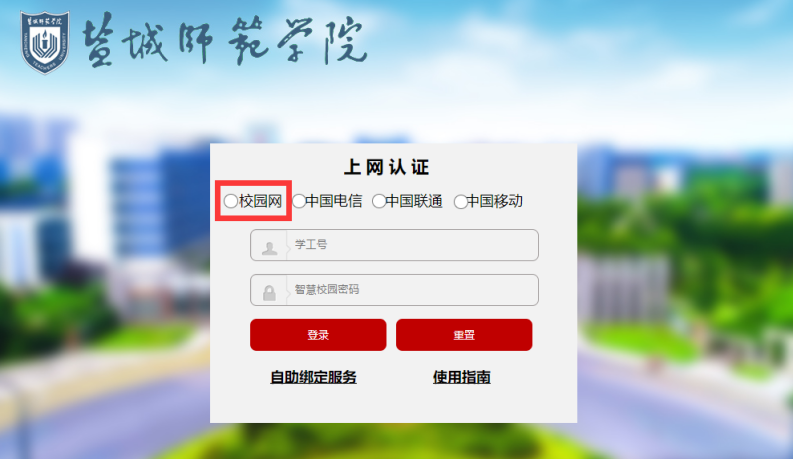 盐城师范学院
上网认证
校园网 中国电信 中国联通 中国移动
学工号
智慧校园密码
登录 重置
自助绑定服务 使用指南